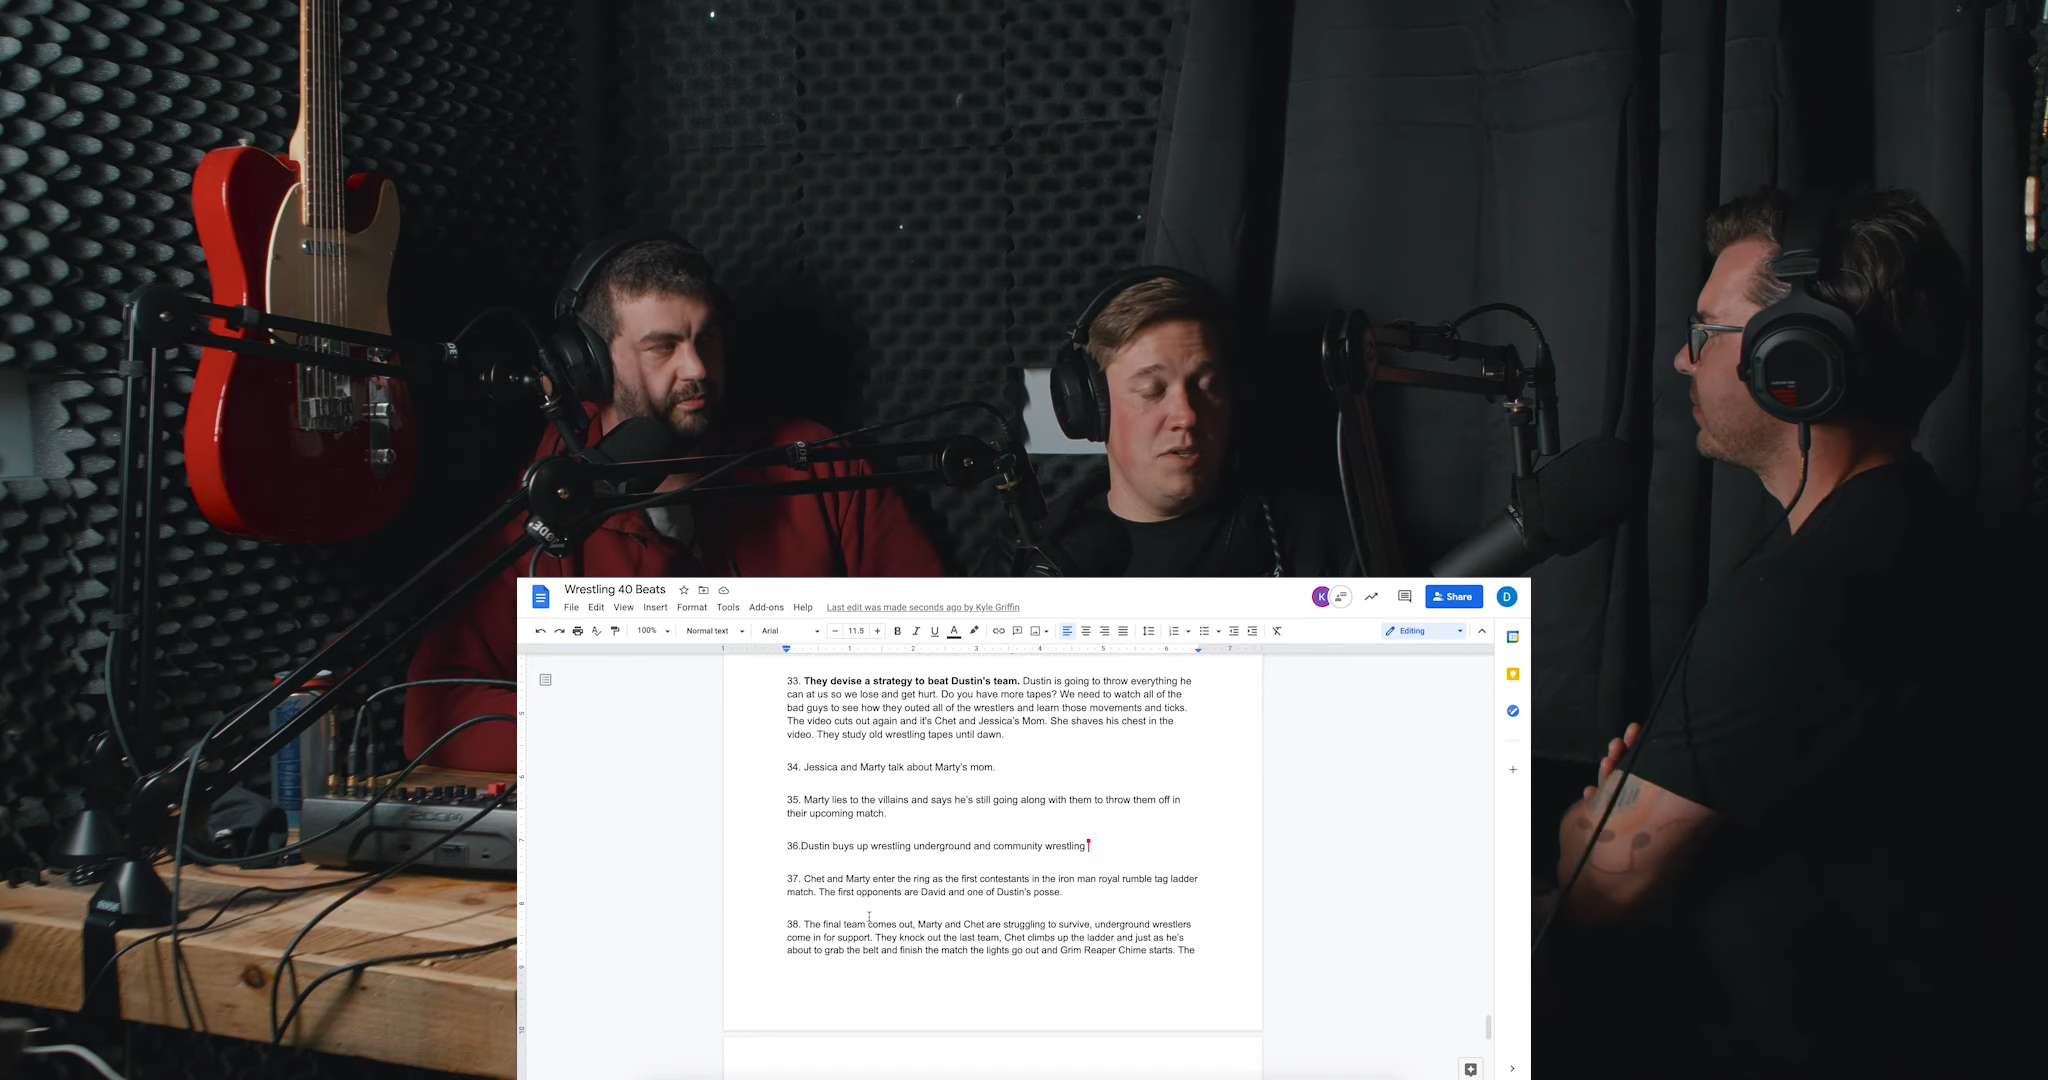 RODE
RODE
RODE
ZOOM
Wrestling 40 Beats
File Edit View Insert Format Tools Add-ons Help Last edit was made seconds ago by Kyle Griffin
K
Share
D
100% Normal text Arial 11.5 B I U A Editing
1 1 2 3 4 5 6 7
33. They devise a strategy to beat Dustin's team. Dustin is going to throw everything he
can at us so we lose and get hurt. Do you have more tapes? We need to watch all of the
bad guys to see how they outed all of the wrestlers and learn those movements and ticks.
The video cuts out again and it's Chet and Jessica's Mom. She shaves his chest in the
video. They study old wrestling tapes until dawn.
34. Jessica and Marty talk about Marty's mom.
35. Marty lies to the villains and says he's still going along with them to throw them off in
their upcoming match.
36.Dustin buys up wrestling underground and community wrestling
37. Chet and Marty enter the ring as the first contestants in the iron man royal rumble tag ladder
match. The first opponents are David and one of Dustin's posse.
38. The final team comes out, Marty and Chet are struggling to survive, underground wrestlers
come in for support. They knock out the last team, Chet climbs up the ladder and just as he's
about to grab the belt and finish the match the lights go out and Grim Reaper Chime starts. The